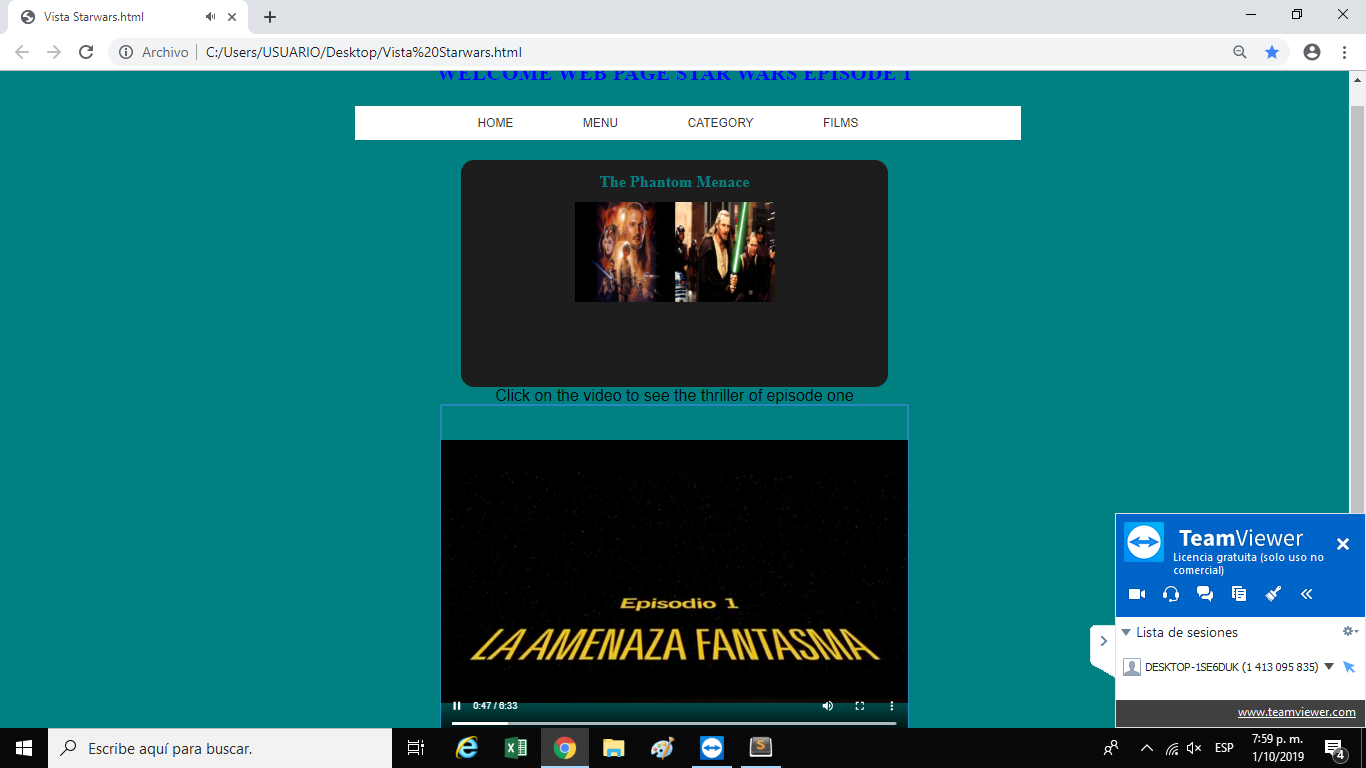 Vista Starwars.html
Archivo | C:/Users/USUARIO/Desktop/Vista%20Starwars.html
WELCOME WEB PAGE STAR WARS EPISODE 1
HOME MENU CATEGORY FILMS
The Phantom Menace
Click on the video to see the thriller of episode one
Episodio 1
LA AMENAZA FANTASMA
0:47 / 6:33
TeamViewer
Licencia gratuita (solo uso no
comercial)
Lista de sesiones
DESKTOP-1SE6DUK (1 413 095 835)
www.teamviewer.com
Escribe aquí para buscar.
ESP
7:59 p. m.
1/10/2019
4